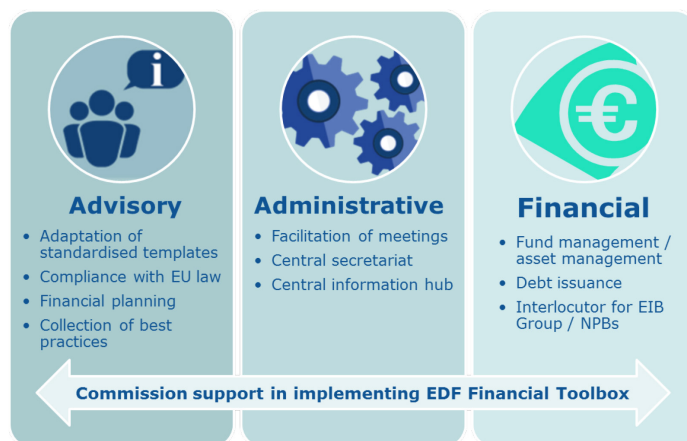 i
Advisory
• Adaptation of
standardised templates
• Compliance with EU law
• Financial planning
• Collection of best
practices
Administrative
• Facilitation of meetings
• Central secretariat
• Central information hub
€
Financial
• Fund management /
asset management
• Debt issuance
• Interlocutor for EIB
Group / NPBs
Commission support in implementing EDF Financial Toolbox